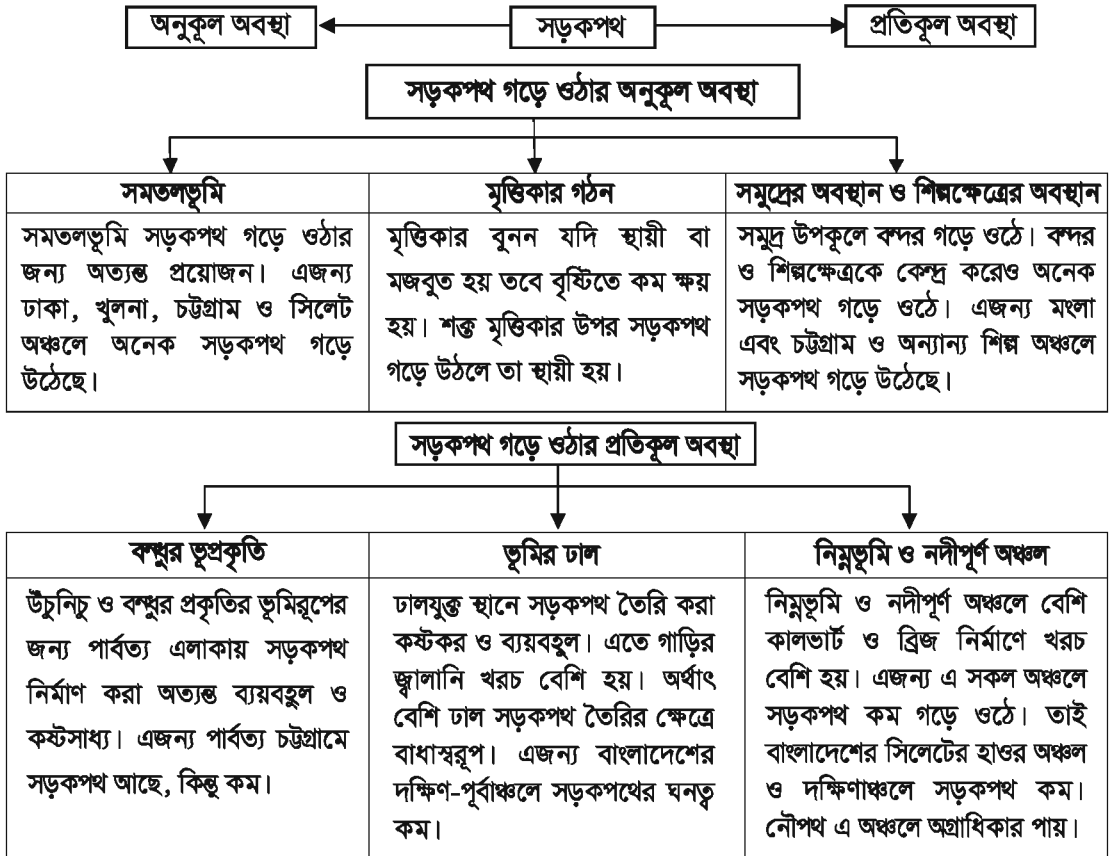 অনুকূল অবস্থা
সড়কপথ
প্রতিকূল অবস্থা
সড়কপথ গড়ে ওঠার অনুকূল অবস্থা
সমতলভূমি
সমতলভূমি সড়কপথ গড়ে ওঠার
জন্য অত্যন্ত প্রয়োজন। এজন্য
ঢাকা, খুলনা, চট্টগ্রাম ও সিলেট
অঞ্চলে অনেক সড়কপথ গড়ে
উঠেছে।
মৃত্তিকার গঠন
মৃত্তিকার বুনন যদি স্থায়ী বা
মজবুত হয় তবে বৃষ্টিতে কম ক্ষয়
হয়। শক্ত মৃত্তিকার উপর সড়কপথ
গড়ে উঠলে তা স্থায়ী হয়।
সমুদ্রের অবস্থান ও শিল্পক্ষেত্রের অবস্থান
সমুদ্র উপকূলে বন্দর গড়ে ওঠে। বন্দর
ও শিল্পক্ষেত্রকে কেন্দ্র করেও অনেক
সড়কপথ গড়ে ওঠে। এজন্য মংলা
এবং চট্টগ্রাম ও অন্যান্য শিল্প অঞ্চলে
সড়কপথ গড়ে উঠেছে।
সড়কপথ গড়ে ওঠার প্রতিকূল অবস্থা
বন্ধুর ভূপ্রকৃতি
উঁচুনিচু ও বন্ধুর প্রকৃতির ভূমিরূপের
জন্য পার্বত্য এলাকায় সড়কপথ
নির্মাণ করা অত্যন্ত ব্যয়বহুল ও
কষ্টসাধ্য। এজন্য পার্বত্য চট্টগ্রামে
সড়কপথ আছে, কিন্তু কম।
ভূমির ঢাল
ঢালযুক্ত স্থানে সড়কপথ তৈরি করা
কষ্টকর ও ব্যয়বহুল। এতে গাড়ির
জ্বালানি খরচ বেশি হয়। অর্থাৎ
বেশি ঢাল সড়কপথ তৈরির ক্ষেত্রে
বাধাস্বরূপ। এজন্য বাংলাদেশের
দক্ষিণ-পূর্বাঞ্চলে সড়কপথের ঘনত্ব
কম।
নিম্নভূমি ও নদীপূর্ণ অঞ্চল
নিম্নভূমি ও নদীপূর্ণ অঞ্চলে বেশি
কালভার্ট ও ব্রিজ নির্মাণে খরচ
বেশি হয়। এজন্য এ সকল অঞ্চলে
সড়কপথ কম গড়ে ওঠে। তাই
বাংলাদেশের সিলেটের হাওর অঞ্চল
ও দক্ষিণাঞ্চলে সড়কপথ কম।
নৌপথ এ অঞ্চলে অগ্রাধিকার পায়।